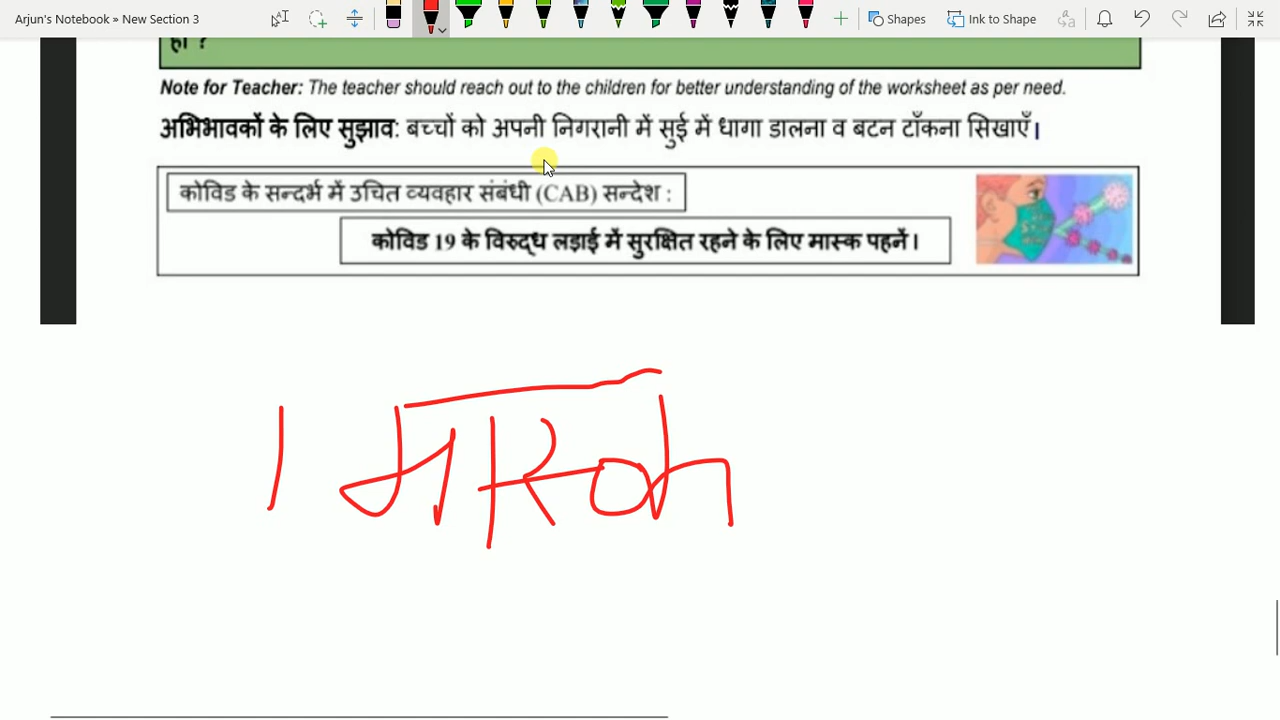 Arjun's Notebook » New Section 3
Shapes
Ink to Shape
हो ?
Note for Teacher: The teacher should reach out to the children for better understanding of the worksheet as per need.
अभिभावकों के लिए सुझाव: बच्चों को अपनी निगरानी में सुई में धागा डालना व बटन टाँकना सिखाएँ।
कोविड के सन्दर्भ में उचित व्यवहार संबंधी (CAB) सन्देश :
कोविड 19 के विरुद्ध लड़ाई में सुरक्षित रहने के लिए मास्क पहनें।
1 मास्क